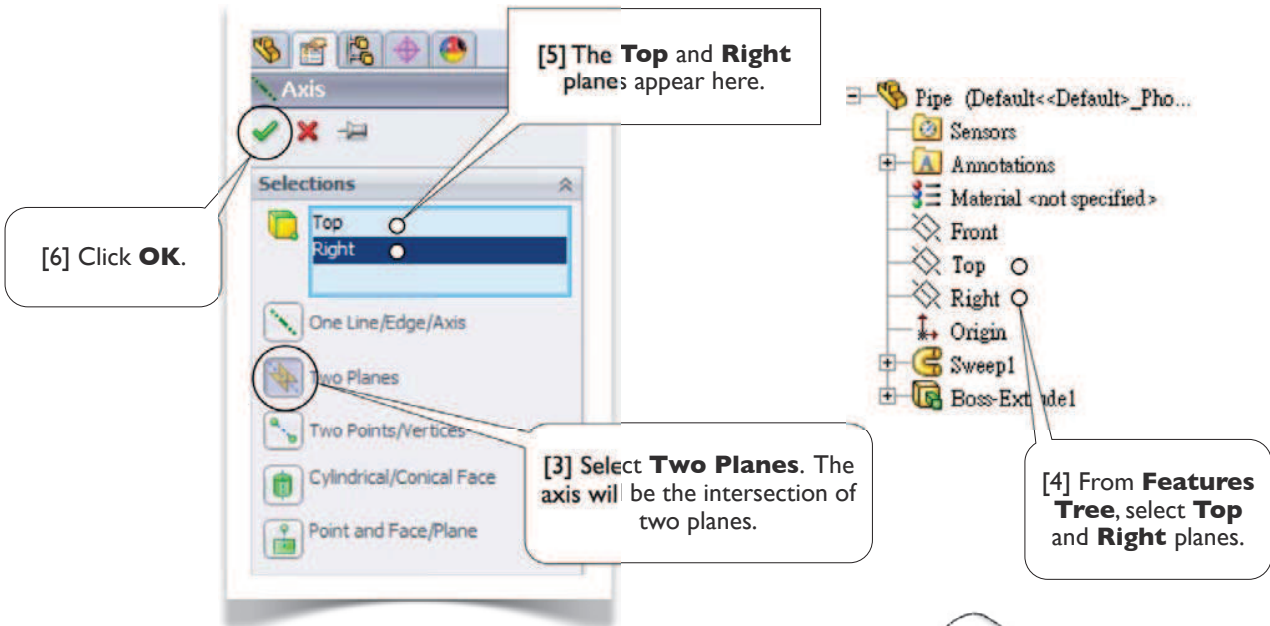 [5] The Top and Right
planes appear here.
Axis
[6] Click OK.
Selections
Top
Right
One Line/Edge/Axis
Two Planes
Two Points/Vertices
Cylindrical/Conical Face
Point and Face/Plane
[3] Select Two Planes. The
axis will be the intersection of
two planes.
Pipe (Default<<Default>_Pho...
Sensors
A
Annotations
Material <not specified>
Front
Top
Right
Origin
Sweep1
Boss-Extrude1
[4] From Features
Tree, select Top
and Right planes.